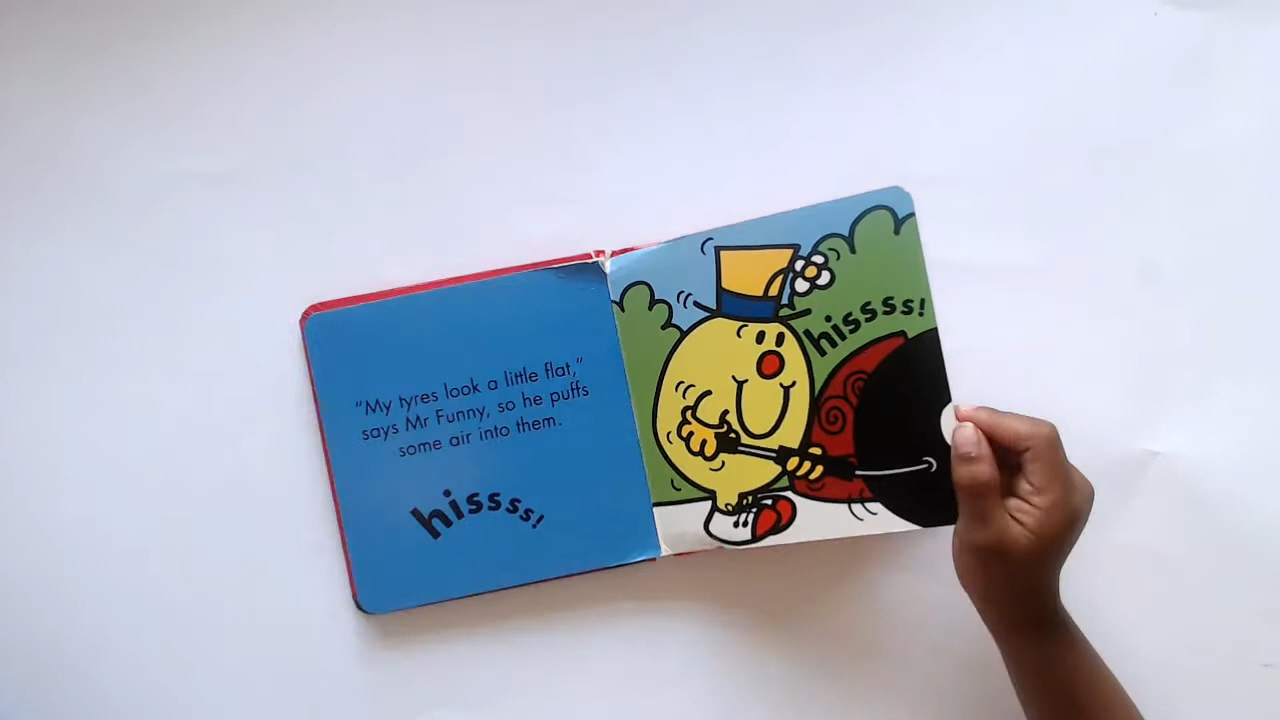 "My tyres look a little flat,"
says Mr Funny, so he puffs
some air into them.
hissss!
hissss!